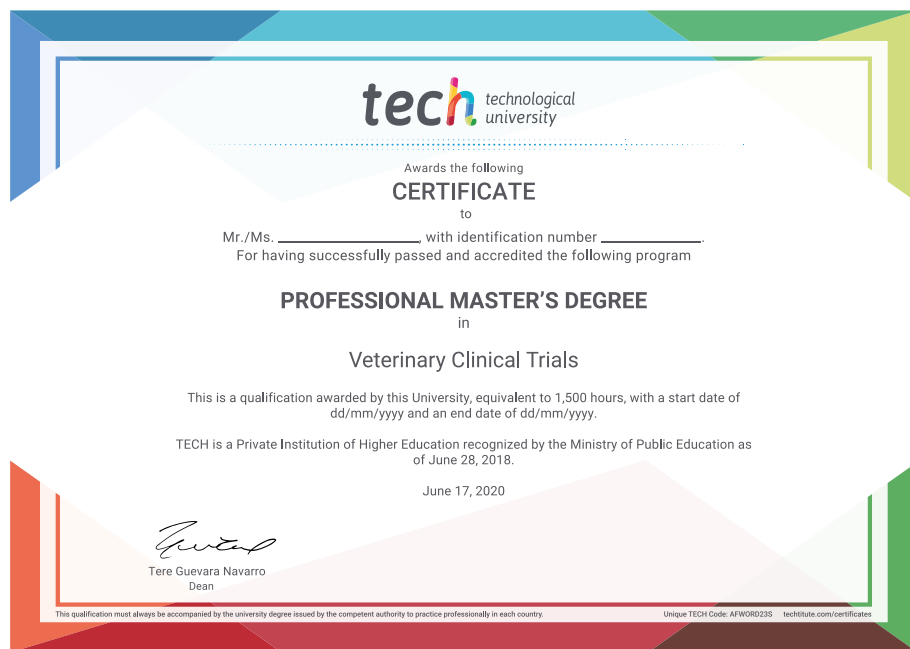 tech technological
university
Awards the following
CERTIFICATE
to
Mr./Ms. ____________________, with identification number ______________.
For having successfully passed and accredited the following program
PROFESSIONAL MASTER'S DEGREE
in
Veterinary Clinical Trials
This is a qualification awarded by this University, equivalent to 1,500 hours, with a start date of
dd/mm/yyyy and an end date of dd/mm/yyyy.
TECH is a Private Institution of Higher Education recognized by the Ministry of Public Education as
of June 28, 2018.
June 17, 2020
Tere Guevara Navarro
Dean
This qualification must always be accompanied by the university degree issued by the competent authority to practice professionally in each country.
Unique TECH Code: AFWORD23S techtitute.com/certificates